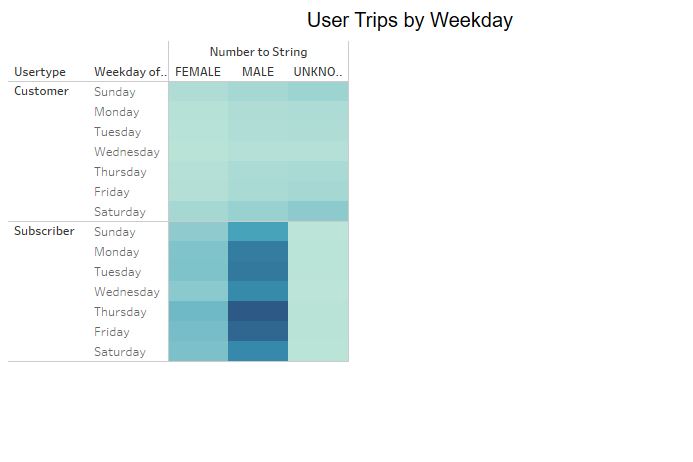 User Trips by Weekday
Number to String
Usertype Weekday of.. FEMALE MALE UNKNO..
Customer Sunday
Monday
Tuesday
Wednesday
Thursday
Friday
Saturday
Subscriber Sunday
Monday
Tuesday
Wednesday
Thursday
Friday
Saturday